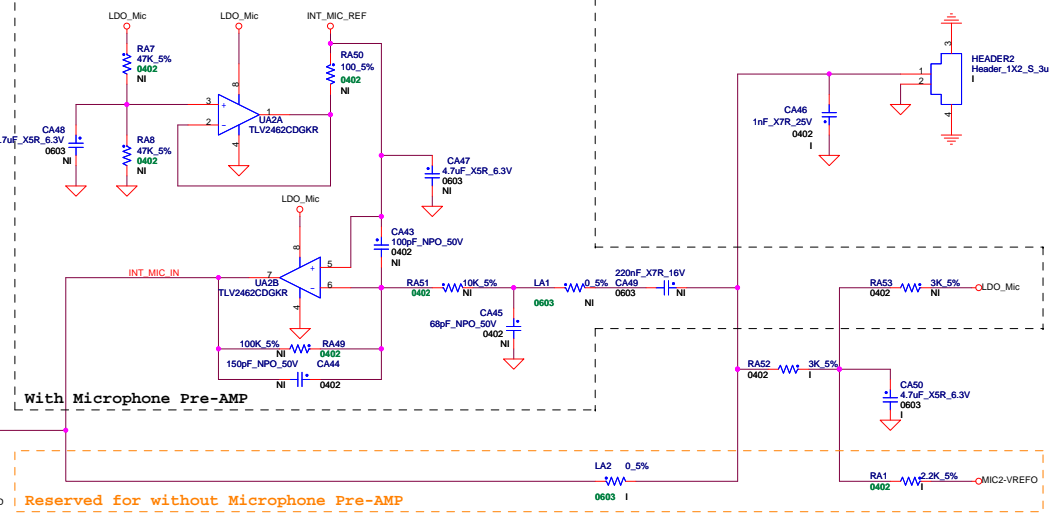 LDO_Mic
LDO_Mic
INT_MIC_REF
RA7
47K_5%
0402
NI
RA50
100_5%
0402
NI
8
3
2
1
4
UA2A
TLV2462CDGKR
CA48
.7uF_X5R_6.3V
0603
NI
RA8
47K_5%
0402
NI
CA47
4.7uF_X5R_6.3V
0603
NI
3
1
2
4
HEADER2
Header_1X2_S_3u
I
CA46
1nF_X7R_25V
0402
I
LDO_Mic
8
5
6
7
4
UA2B
TLV2462CDGKR
INT_MIC_IN
CA43
100pF_NPO_50V
0402
NI
RA51
0402
10K_5%
NI
LA1
0603
0_5%
NI
220nF_X7R_16V
CA49
0603
NI
CA45
68pF_NPO_50V
0402
NI
RA53
0402
3K_5%
NI
LDO_Mic
100K_5%
NI
RA49
0402
150pF_NPO_50V
NI
CA44
0402
RA52
0402
3K_5%
I
CA50
4.7uF_X5R_6.3V
0603
I
With Microphone Pre-AMP
LA2
0603
0_5%
I
RA1
0402
2.2K_5%
I
MIC2-VREFO
Reserved for without Microphone Pre-AMP